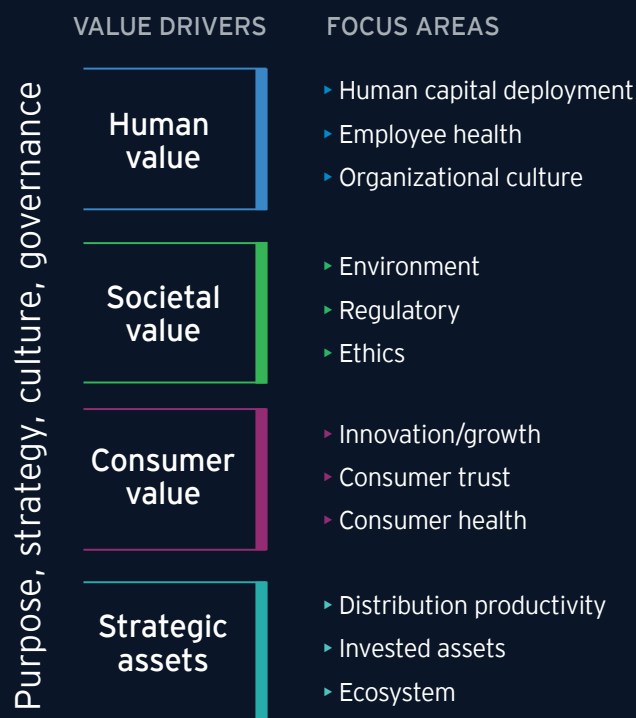 VALUE DRIVERS
FOCUS AREAS
Purpose, strategy, culture, governance
Human
value
Human capital deployment
Employee health
Organizational culture
Societal
value
Environment
Regulatory
Ethics
Consumer
value
Innovation/growth
Consumer trust
Consumer health
Strategic
assets
Distribution productivity
Invested assets
Ecosystem